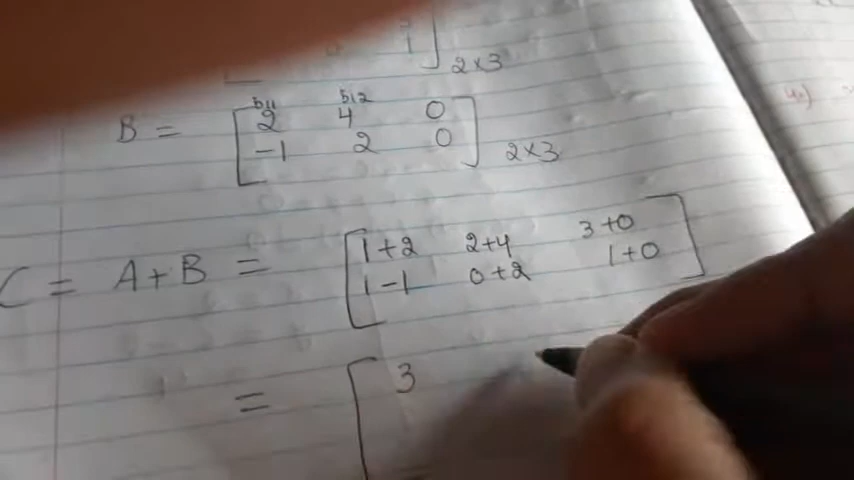 1 2×3
b11 b12
B = [ 2 4 0
-1 2 0 ] 2×3
C = A+B = [ 1+2 2+4 3+0
1-1 0+2 1+0 ]
= [ 3